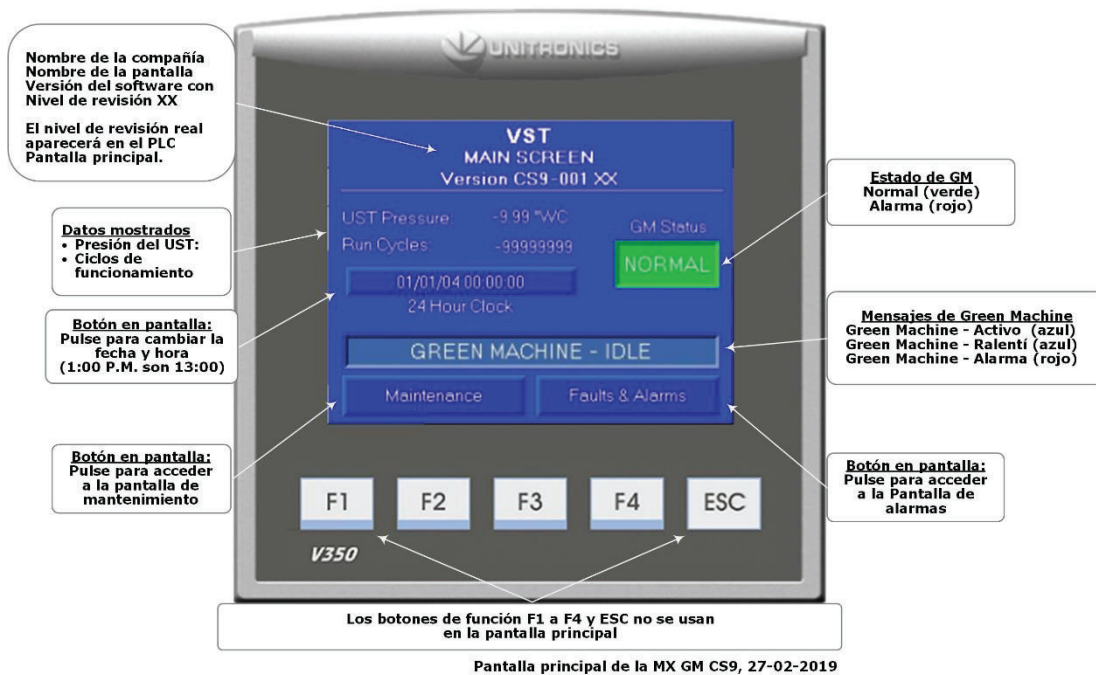 UNITRONICS
Nombre de la compañía
Nombre de la pantalla
Versión del software con
Nivel de revisión XX
El nivel de revisión real
aparecerá en el PLC
Pantalla principal.
VST
MAIN SCREEN
Version CS9-001 XX
Estado de GM
Normal (verde)
Alarma (rojo)
Datos mostrados
• Presión del UST:
• Ciclos de
funcionamiento
UST Pressure: -9.99 "WC
Run Cycles: -99999999
GM Status
NORMAL
01/01/04 00:00:00
24 Hour Clock
Botón en pantalla:
Pulse para cambiar la
fecha y hora
(1:00 P.M. son 13:00)
Mensajes de Green Machine
Green Machine - Activo (azul)
Green Machine - Ralentí (azul)
Green Machine - Alarma (rojo)
GREEN MACHINE - IDLE
Maintenance
Faults & Alarms
Botón en pantalla:
Pulse para acceder
a la pantalla de
mantenimiento
Botón en pantalla:
Pulse para acceder
a la Pantalla de
alarmas
F1 F2 F3 F4 ESC
V350
Los botones de función F1 a F4 y ESC no se usan
en la pantalla principal
Pantalla principal de la MX GM CS9, 27-02-2019